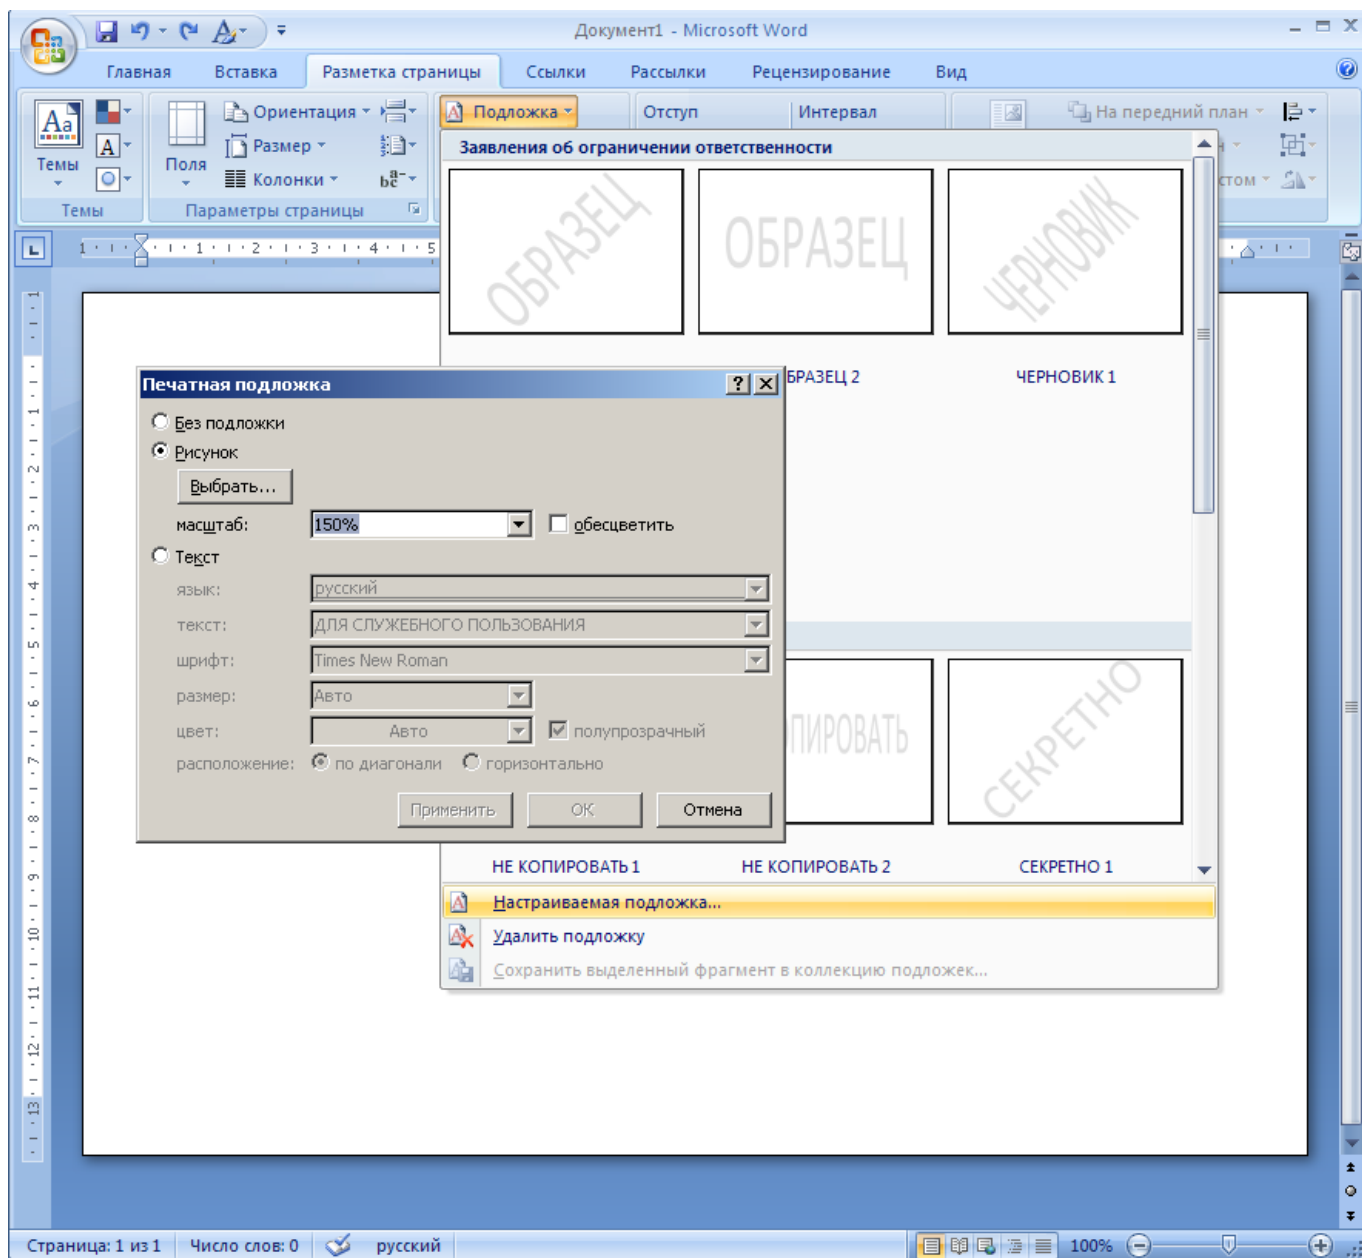 Документ1 - Microsoft Word
Главная Вставка Разметка страницы Ссылки Рассылки Рецензирование Вид
Темы
Темы
Поля
Ориентация
Размер
Колонки
Параметры страницы
Подложка
Отступ
Интервал
На передний план
Заявления об ограничении ответственности
ОБРАЗЕЦ
ОБРАЗЕЦ
ЧЕРНОВИК
БРАЗЕЦ 2
ЧЕРНОВИК 1
Печатная подложка
Без подложки
Рисунок
Выбрать...
масштаб: 150% обесцветить
Текст
язык: русский
текст: ДЛЯ СЛУЖЕБНОГО ПОЛЬЗОВАНИЯ
шрифт: Times New Roman
размер: Авто
цвет: Авто полупрозрачный
расположение: по диагонали горизонтально
Применить ОК Отмена
ПИРОВАТЬ
СЕКРЕТНО
НЕ КОПИРОВАТЬ 1
НЕ КОПИРОВАТЬ 2
СЕКРЕТНО 1
Настраиваемая подложка...
Удалить подложку
Сохранить выделенный фрагмент в коллекцию подложек...
Страница: 1 из 1 Число слов: 0 русский 100%